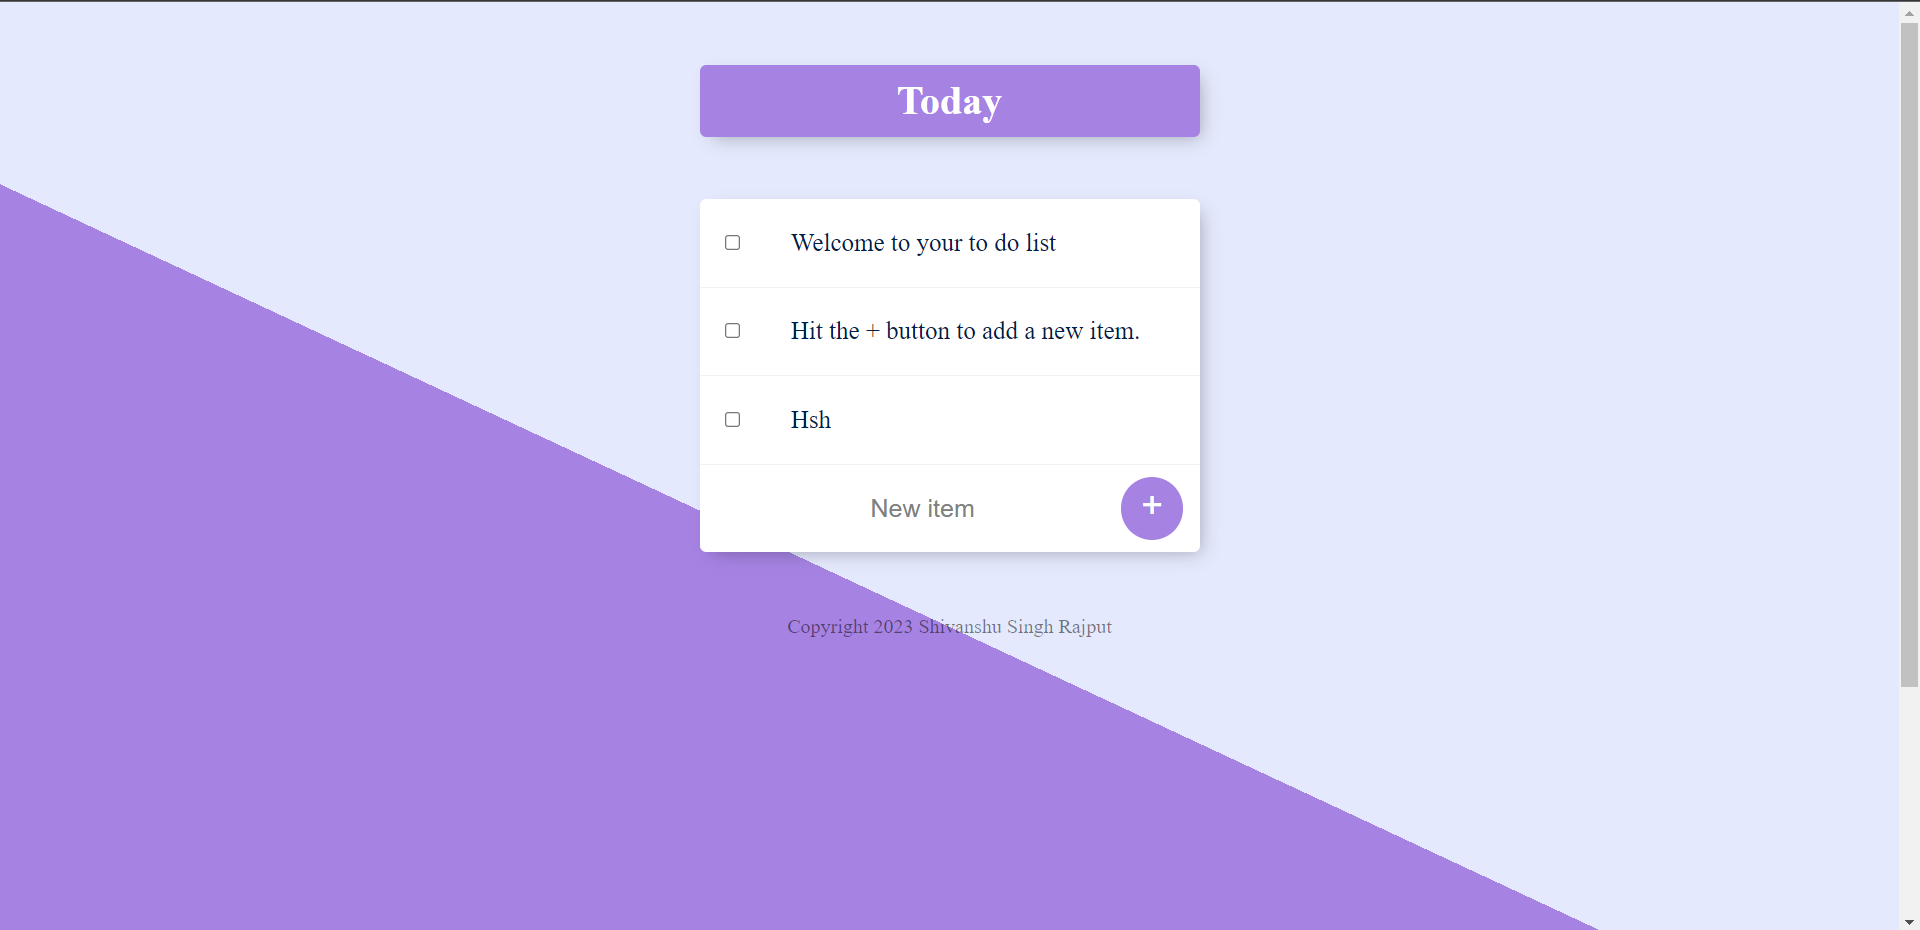 Today
Welcome to your to do list
Hit the + button to add a new item.
Hsh
New item
+
Copyright 2023 Shivanshu Singh Rajput